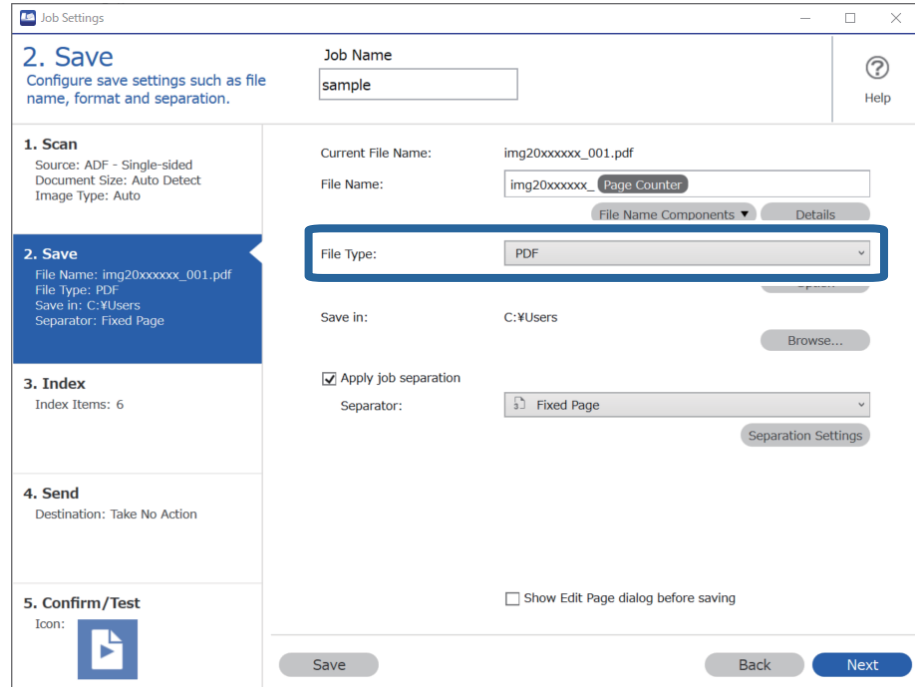 Job Settings
2. Save
Configure save settings such as file
name, format and separation.
Job Name
sample
Help
1. Scan
Source: ADF - Single-sided
Document Size: Auto Detect
Image Type: Auto
2. Save
File Name: img20xxxxxx_001.pdf
File Type: PDF
Save in: C:¥Users
Separator: Fixed Page
3. Index
Index Items: 6
4. Send
Destination: Take No Action
5. Confirm/Test
Icon:
Current File Name: img20xxxxxx_001.pdf
File Name: img20xxxxxx_ Page Counter
File Name Components ▼ Details
File Type: PDF
Save in: C:¥Users
Browse...
Apply job separation
Separator: Fixed Page
Separation Settings
Show Edit Page dialog before saving
Save Back Next